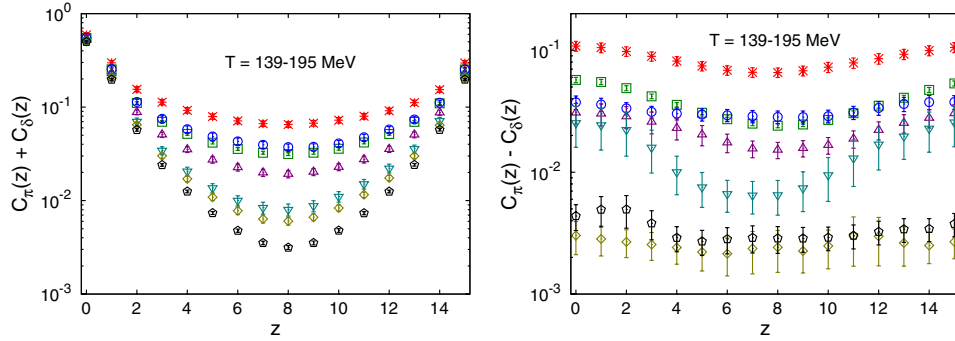 10^0
10^-1
10^-2
10^-3
C_π(z) + C_δ(z)
T = 139-195 MeV
0 2 4 6 8 10 12 14
z
10^-1
10^-2
10^-3
C_π(z) - C_δ(z)
T = 139-195 MeV
0 2 4 6 8 10 12 14
z